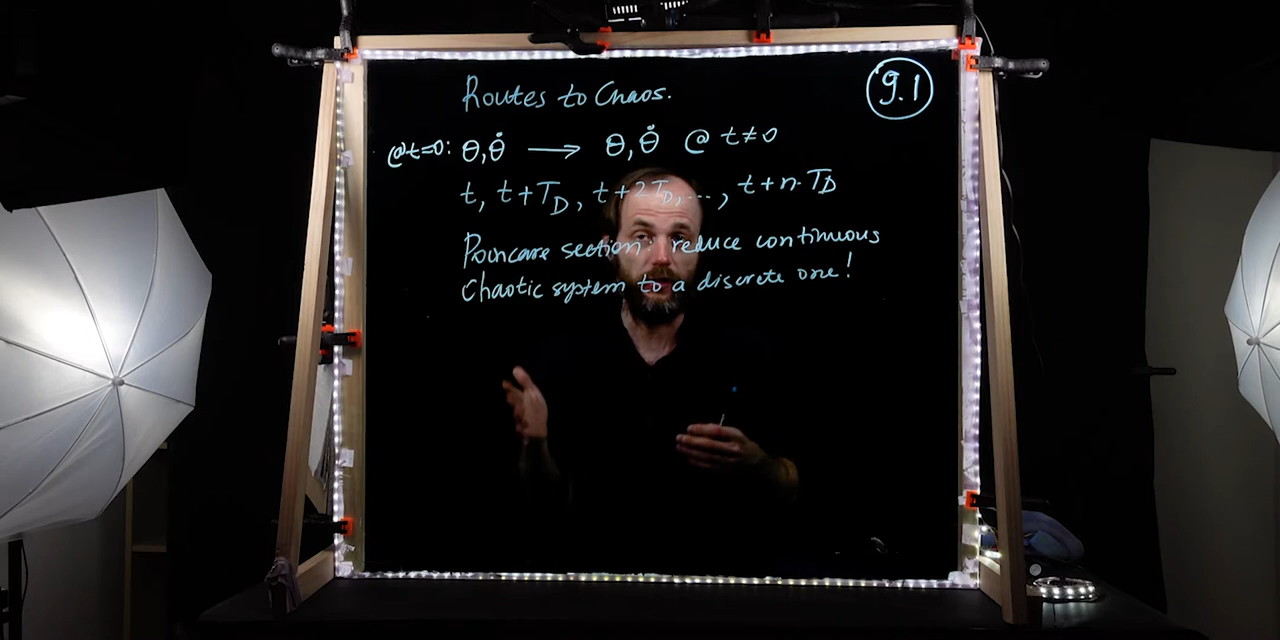 Routes to Chaos.
9.1
@t=0: θ, θ̇ → θ, θ̇ @ t≠0
t, t+T_D, t+2T_D, ..., t+n·T_D
Poincare section: reduce continuous
chaotic system to a discrete one!